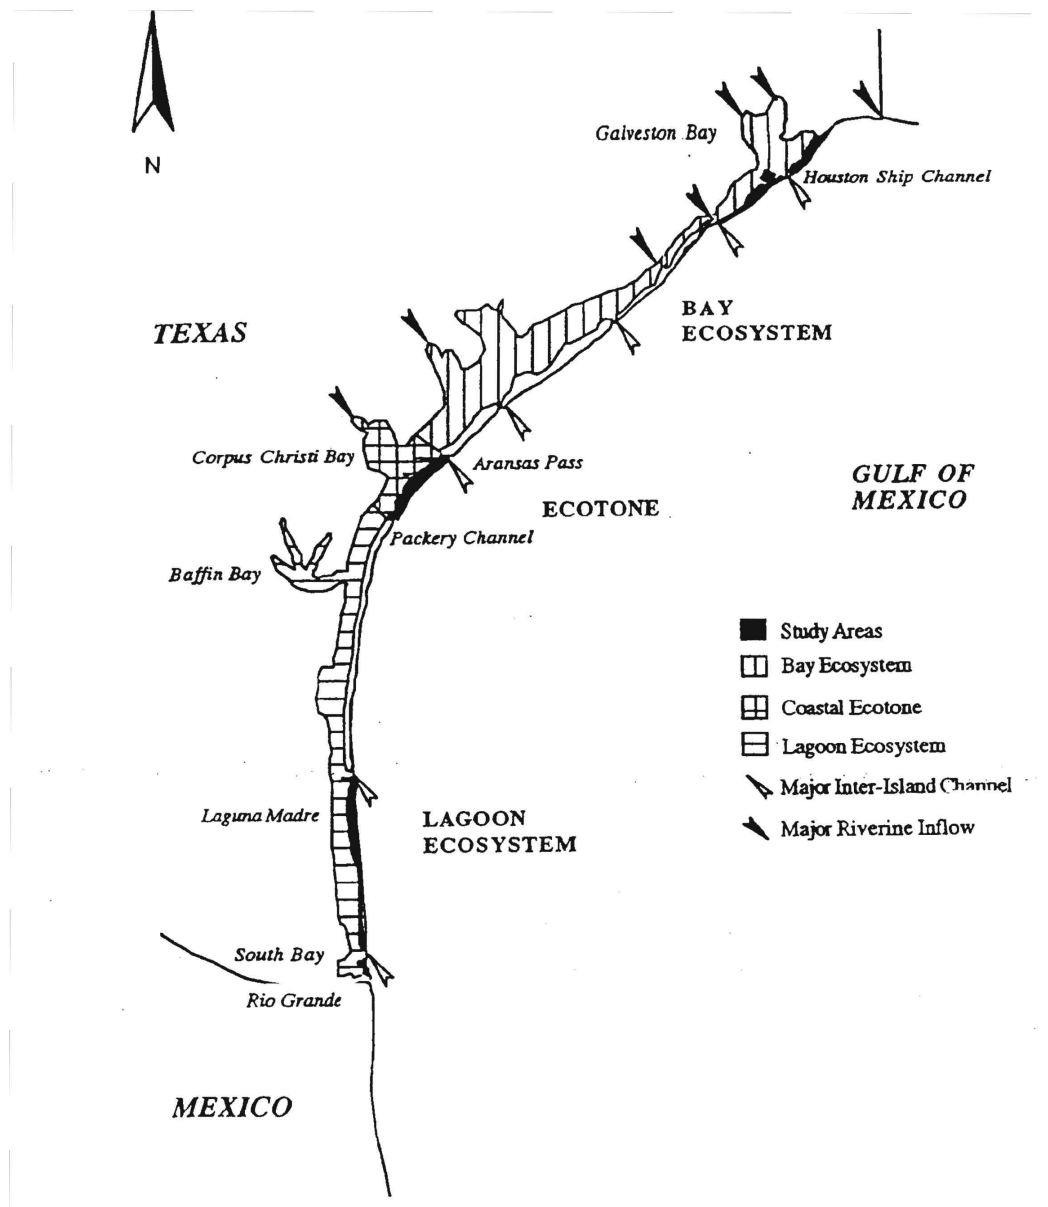 N
Galveston Bay
Houston Ship Channel
BAY
ECOSYSTEM
TEXAS
Corpus Christi Bay
Aransas Pass
GULF OF
MEXICO
ECOTONE
Packery Channel
Baffin Bay
Study Areas
Bay Ecosystem
Coastal Ecotone
Lagoon Ecosystem
Major Inter-Island Channel
Major Riverine Inflow
Laguna Madre
LAGOON
ECOSYSTEM
South Bay
Rio Grande
MEXICO